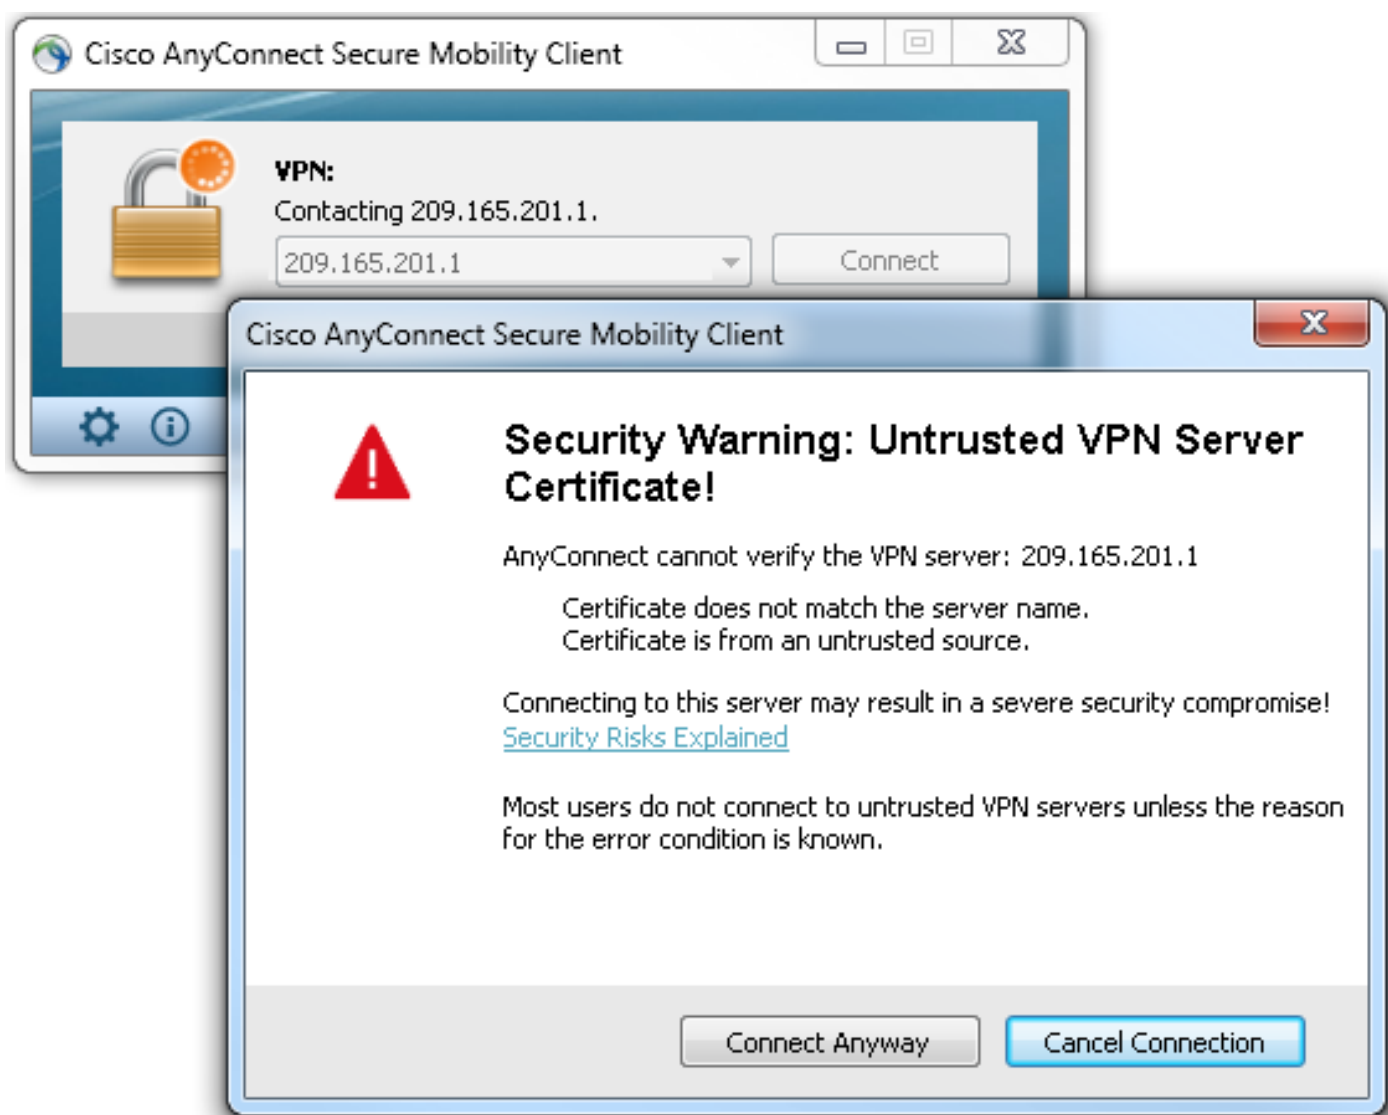 Cisco AnyConnect Secure Mobility Client
VPN:
Contacting 209.165.201.1.
209.165.201.1
Connect
Cisco AnyConnect Secure Mobility Client
Security Warning: Untrusted VPN Server
Certificate!
AnyConnect cannot verify the VPN server: 209.165.201.1
Certificate does not match the server name.
Certificate is from an untrusted source.
Connecting to this server may result in a severe security compromise!
Security Risks Explained
Most users do not connect to untrusted VPN servers unless the reason
for the error condition is known.
Connect Anyway
Cancel Connection